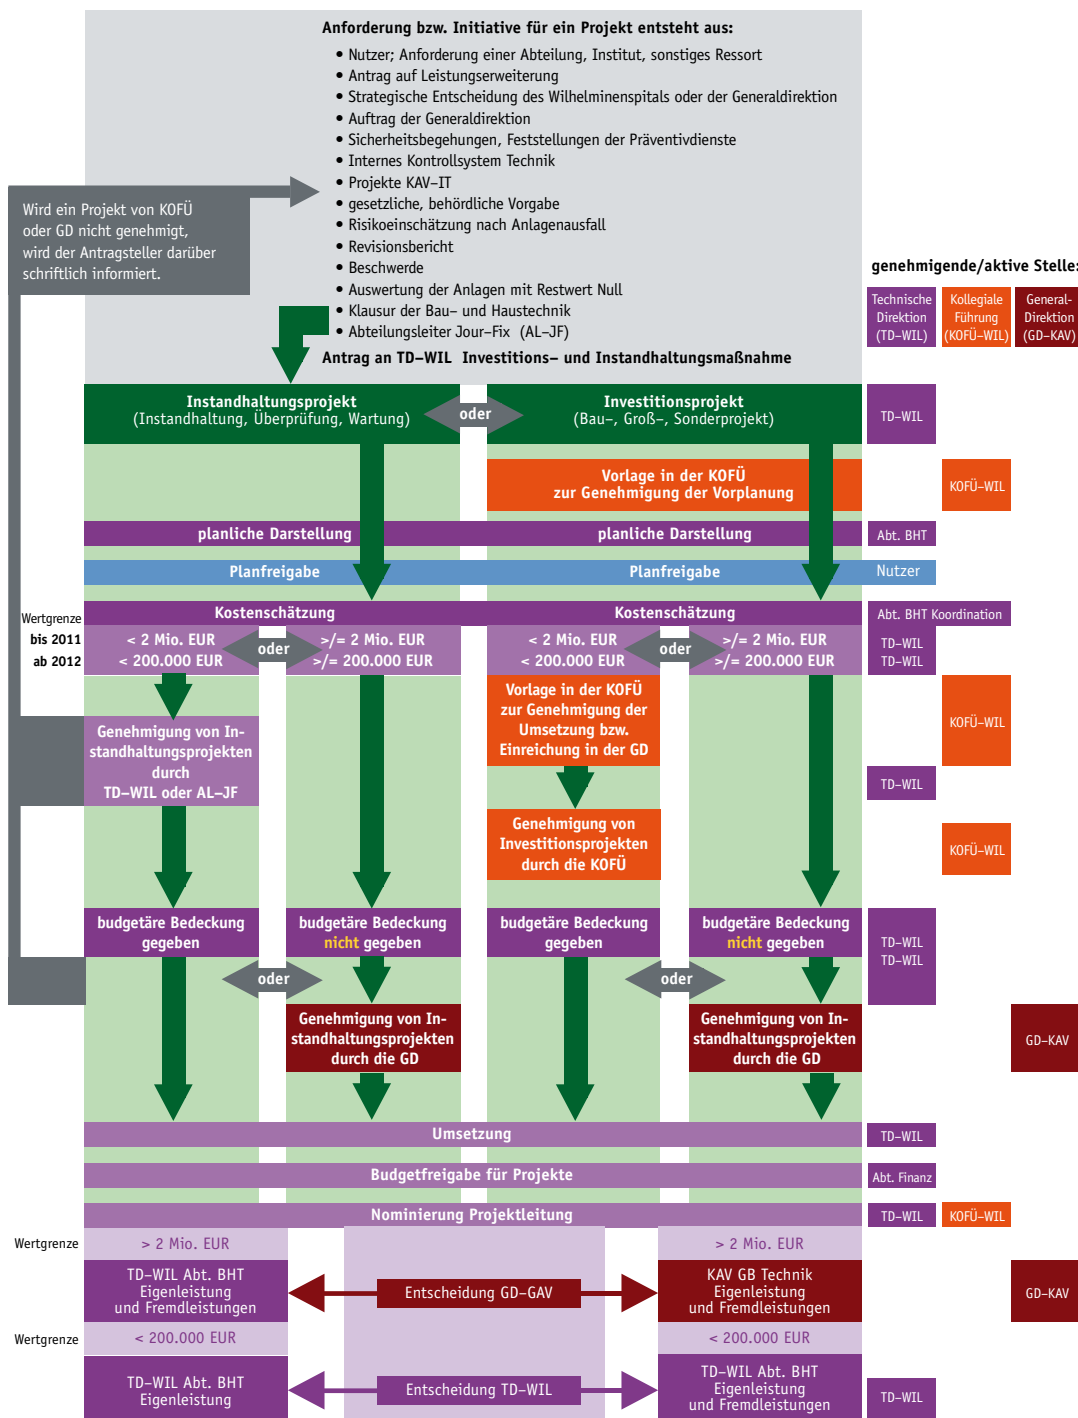 Anforderung bzw. Initiative für ein Projekt entsteht aus:
• Nutzer; Anforderung einer Abteilung, Institut, sonstiges Ressort
• Antrag auf Leistungserweiterung
• Strategische Entscheidung des Wilhelminenspitals oder der Generaldirektion
• Auftrag der Generaldirektion
• Sicherheitsbegehungen, Feststellungen der Präventivdienste
• Internes Kontrollsystem Technik
• Projekte KAV–IT
• gesetzliche, behördliche Vorgabe
• Risikoeinschätzung nach Anlagenausfall
• Revisionsbericht
• Beschwerde
• Auswertung der Anlagen mit Restwert Null
• Klausur der Bau– und Haustechnik
• Abteilungsleiter Jour–Fix (AL–JF)
Antrag an TD–WIL Investitions– und Instandhaltungsmaßnahme
Wird ein Projekt von KOFÜ
oder GD nicht genehmigt,
wird der Antragsteller darüber
schriftlich informiert.
genehmigende/aktive Stelle:
Technische
Direktion
(TD–WIL)
Kollegiale
Führung
(KOFÜ–WIL)
General-
Direktion
(GD–KAV)
Instandhaltungsprojekt
(Instandhaltung, Überprüfung, Wartung)
oder
Investitionsprojekt
(Bau–, Groß–, Sonderprojekt)
TD–WIL
Vorlage in der KOFÜ
zur Genehmigung der Vorplanung
KOFÜ–WIL
planliche Darstellung
planliche Darstellung
Abt. BHT
Planfreigabe
Planfreigabe
Nutzer
Kostenschätzung
Kostenschätzung
Abt. BHT Koordination
Wertgrenze
bis 2011
ab 2012
< 2 Mio. EUR
< 200.000 EUR
oder
>/= 2 Mio. EUR
>/= 200.000 EUR
< 2 Mio. EUR
< 200.000 EUR
oder
>/= 2 Mio. EUR
>/= 200.000 EUR
TD–WIL
TD–WIL
Vorlage in der KOFÜ
zur Genehmigung der
Umsetzung bzw.
Einreichung in der GD
KOFÜ–WIL
Genehmigung von In-
standhaltungsprojekten
durch
TD–WIL oder AL–JF
TD–WIL
Genehmigung von
Investitionsprojekten
durch die KOFÜ
KOFÜ–WIL
budgetäre Bedeckung
gegeben
budgetäre Bedeckung
nicht gegeben
budgetäre Bedeckung
gegeben
budgetäre Bedeckung
nicht gegeben
TD–WIL
TD–WIL
oder
oder
Genehmigung von In-
standhaltungsprojekten
durch die GD
Genehmigung von In-
standhaltungsprojekten
durch die GD
GD–KAV
Umsetzung
TD–WIL
Budgetfreigabe für Projekte
Abt. Finanz
Nominierung Projektleitung
TD–WIL
KOFÜ–WIL
Wertgrenze
> 2 Mio. EUR
> 2 Mio. EUR
TD–WIL Abt. BHT
Eigenleistung
und Fremdleistungen
Entscheidung GD–GAV
KAV GB Technik
Eigenleistung
und Fremdleistungen
GD–KAV
Wertgrenze
< 200.000 EUR
< 200.000 EUR
TD–WIL Abt. BHT
Eigenleistung
Entscheidung TD–WIL
TD–WIL Abt. BHT
Eigenleistung
und Fremdleistungen
TD–WIL